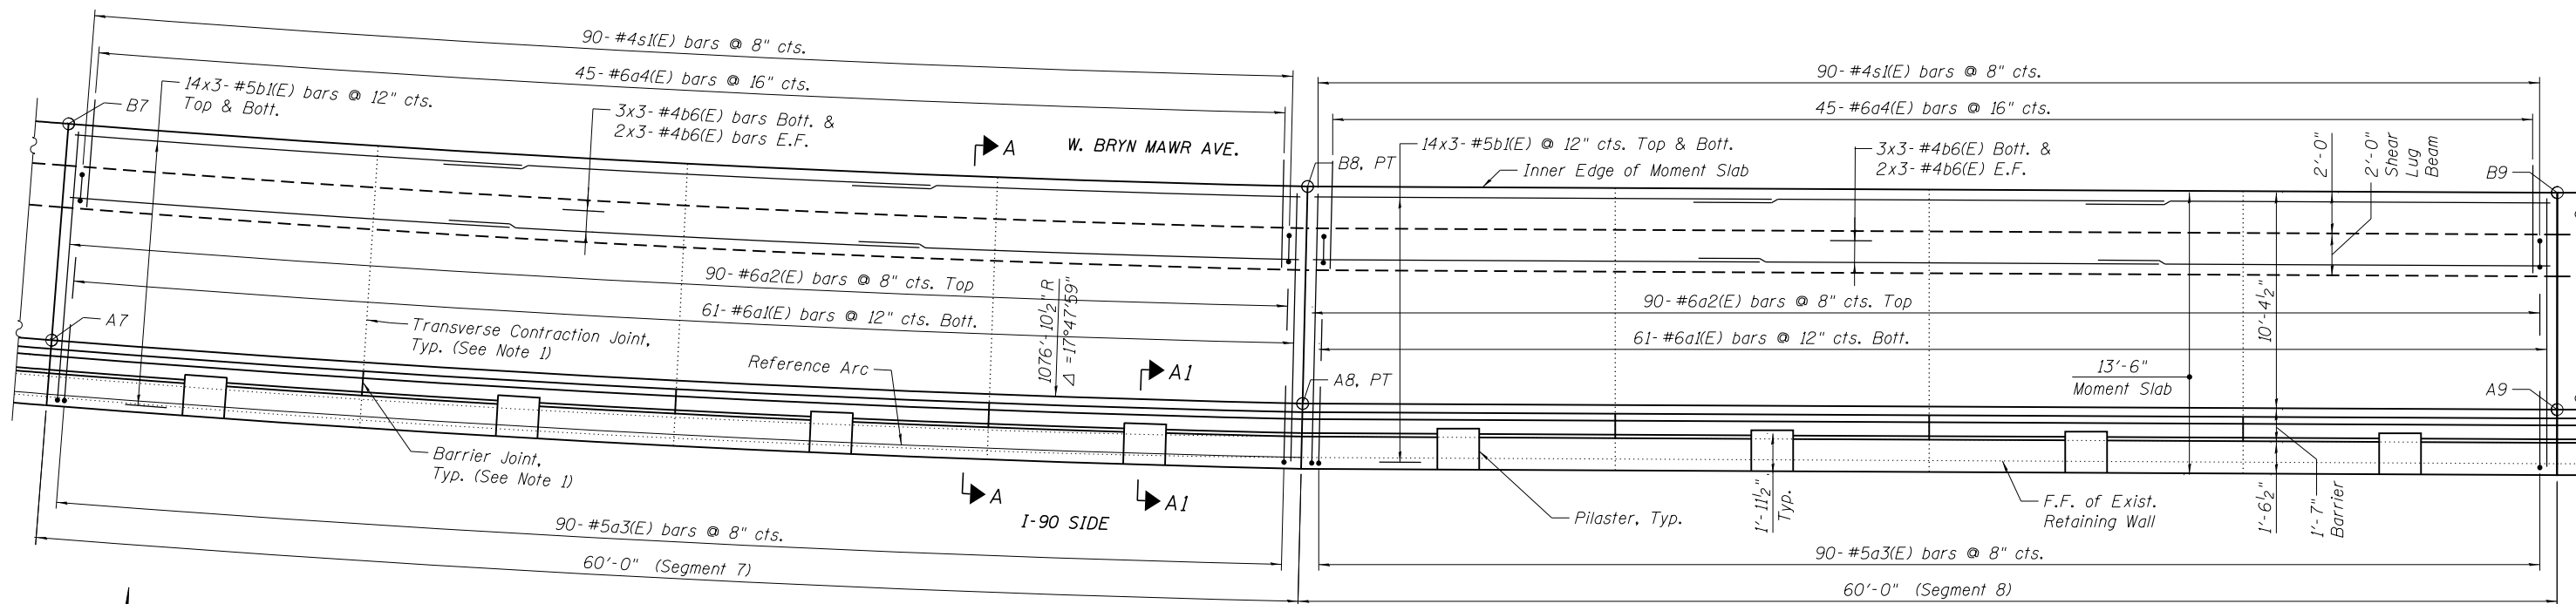 90- #4s1(E) bars @ 8" cts.
45- #6a4(E) bars @ 16" cts.
14x3- #5b1(E) bars @ 12" cts.
Top & Bott.
B7
3x3- #4b6(E) bars Bott. &
2x3- #4b6(E) bars E.F.
A
W. BRYN MAWR AVE.
90- #6a2(E) bars @ 8" cts. Top
61- #6a1(E) bars @ 12" cts. Bott.
A7
Transverse Contraction Joint,
Typ. (See Note 1)
Reference Arc
1076'-10½" R
Δ =17°47'59"
A1
Barrier Joint,
Typ. (See Note 1)
A
A1
I-90 SIDE
90- #5a3(E) bars @ 8" cts.
60'-0" (Segment 7)
90- #4s1(E) bars @ 8" cts.
45- #6a4(E) bars @ 16" cts.
B8, PT
14x3- #5b1(E) @ 12" cts. Top & Bott.
Inner Edge of Moment Slab
3x3- #4b6(E) Bott. &
2x3- #4b6(E) E.F.
2'-0"
2'-0"
Shear
Lug
Beam
B9
90- #6a2(E) bars @ 8" cts. Top
61- #6a1(E) bars @ 12" cts. Bott.
10'-4½"
13'-6"
Moment Slab
A8, PT
A9
Pilaster, Typ.
1'-11½"
Typ.
F.F. of Exist.
Retaining Wall
1'-6½"
1'-7"
Barrier
90- #5a3(E) bars @ 8" cts.
60'-0" (Segment 8)